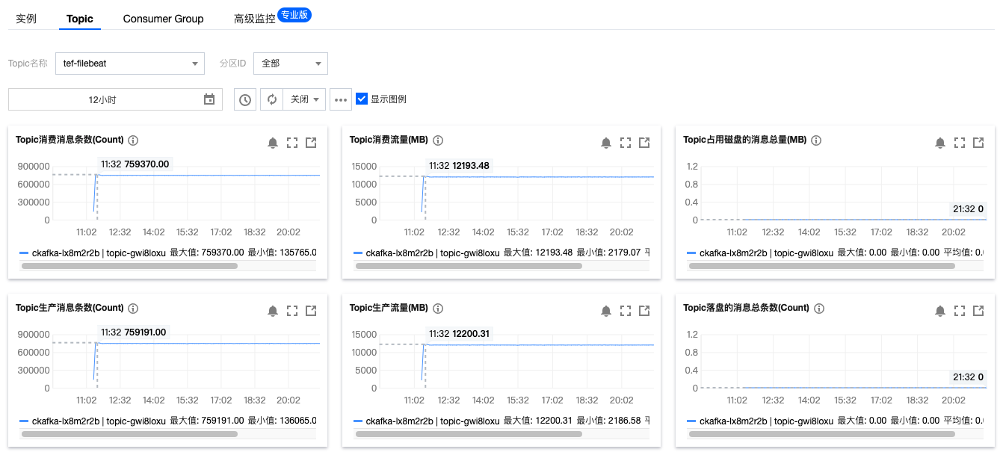 实例 Topic Consumer Group 高级监控 专业版
Topic名称 tef-filebeat 分区ID 全部
12小时 关闭 显示图例
Topic消费消息条数(Count)
11:32 759370.00
900000
600000
300000
0
11:02 12:32 14:02 15:32 17:02 18:32 20:02
ckafka-lx8m2r2b | topic-gwi8loxu 最大值: 759370.00 最小值: 135765.0
Topic消费流量(MB)
11:32 12193.48
15000
10000
5000
0
11:02 12:32 14:02 15:32 17:02 18:32 20:02
ckafka-lx8m2r2b | topic-gwi8loxu 最大值: 12193.48 最小值: 2179.07 平
Topic占用磁盘的消息总量(MB)
1.2
0.8
0.4
21:32 0
0
11:02 12:32 14:02 15:32 17:02 18:32 20:02
ckafka-lx8m2r2b | topic-gwi8loxu 最大值: 0.00 最小值: 0.00 平均值: 0.
Topic生产消息条数(Count)
11:32 759191.00
900000
600000
300000
0
11:02 12:32 14:02 15:32 17:02 18:32 20:02
ckafka-lx8m2r2b | topic-gwi8loxu 最大值: 759191.00 最小值: 136065.0
Topic生产流量(MB)
11:32 12200.31
15000
10000
5000
0
11:02 12:32 14:02 15:32 17:02 18:32 20:02
ckafka-lx8m2r2b | topic-gwi8loxu 最大值: 12200.31 最小值: 2186.58 平
Topic落盘的消息总条数(Count)
1.2
0.8
0.4
21:32 0
0
11:02 12:32 14:02 15:32 17:02 18:32 20:02
ckafka-lx8m2r2b | topic-gwi8loxu 最大值: 0.00 最小值: 0.00 平均值: 0.